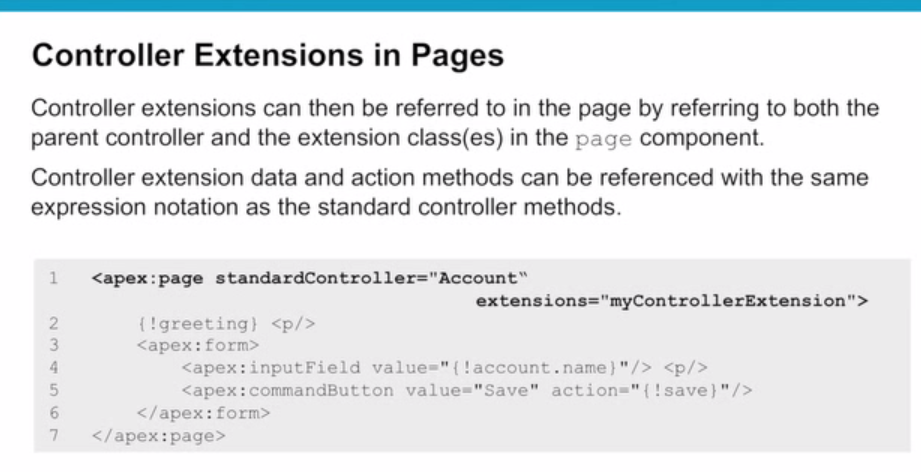 Controller Extensions in Pages
Controller extensions can then be referred to in the page by referring to both the
parent controller and the extension class(es) in the page component.
Controller extension data and action methods can be referenced with the same
expression notation as the standard controller methods.
1 <apex:page standardController="Account“
extensions="myControllerExtension">
2 {!greeting} <p/>
3 <apex:form>
4 <apex:inputField value="{!account.name}"/> <p/>
5 <apex:commandButton value="Save" action="{!save}"/>
6 </apex:form>
7 </apex:page>